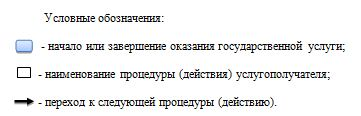 Условные обозначения:
- начало или завершение оказания государственной услуги;
- наименование процедуры (действия) услугополучателя;
- переход к следующей процедуры (действию).